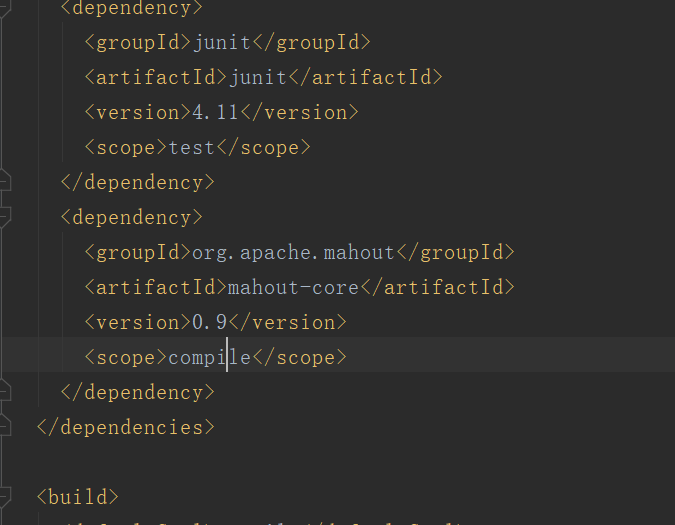 <dependency>
<groupId>junit</groupId>
<artifactId>junit</artifactId>
<version>4.11</version>
<scope>test</scope>
</dependency>
<dependency>
<groupId>org.apache.mahout</groupId>
<artifactId>mahout-core</artifactId>
<version>0.9</version>
<scope>compile</scope>
</dependency>
</dependencies>
<build>